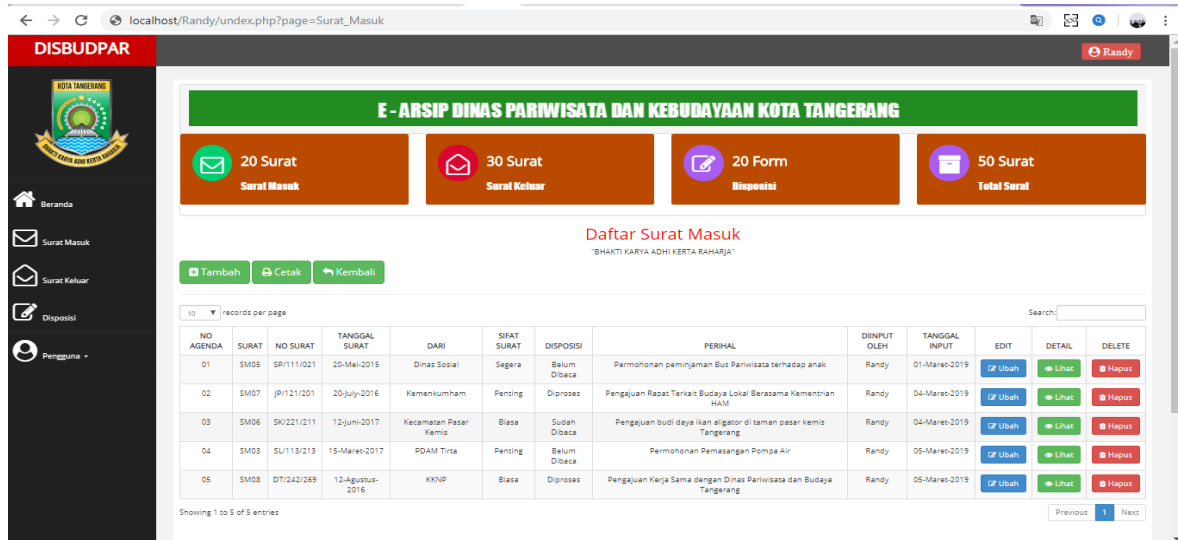 localhost/Randy/undex.php?page=Surat_Masuk
DISBUDPAR
Randy
KOTA TANGERANG
BHAKTI KARYA ADHI KERTA RAHARJA
E - ARSIP DINAS PARIWISATA DAN KEBUDAYAAN KOTA TANGERANG
20 Surat
Surat Masuk
30 Surat
Surat Keluar
20 Form
Disposisi
50 Surat
Total Surat
Beranda
Surat Masuk
Surat Keluar
Disposisi
Pengguna
Daftar Surat Masuk
"BHAKTI KARYA ADHI KERTA RAHARJA"
Tambah Cetak Kembali
10 records per page Search:
NO AGENDA SURAT NO SURAT TANGGAL SURAT DARI SIFAT SURAT DISPOSISI PERIHAL DIINPUT OLEH TANGGAL INPUT EDIT DETAIL DELETE
01 SM05 SP/111/021 20-Mei-2015 Dinas Sosial Segera Belum Dibaca Permohonan peminjaman Bus Pariwisata terhadap anak Randy 01-Maret-2019 Ubah Lihat Hapus
02 SM07 JP/121/201 20-July-2016 Kemenkumham Penting Diproses Pengajuan Rapat Terkait Budaya Lokal Berasama Kementrian HAM Randy 04-Maret-2019 Ubah Lihat Hapus
03 SM06 SK/221/211 12-juni-2017 Kecamatan Pasar Kemis Biasa Sudah Dibaca Pengajuan budi daya ikan aligator di taman pasar kemis Tangerang Randy 04-Maret-2019 Ubah Lihat Hapus
04 SM03 SL/113/213 15-Maret-2017 PDAM Tirta Penting Belum Dibaca Permohonan Pemasangan Pompa Air Randy 05-Maret-2019 Ubah Lihat Hapus
05 SM08 DT/242/269 12-Agustus-2016 KKNP Biasa Diproses Pengajuan Kerja Sama dengan Dinas Pariwisata dan Budaya Tangerang Randy 05-Maret-2019 Ubah Lihat Hapus
Showing 1 to 5 of 5 entries
Previous 1 Next